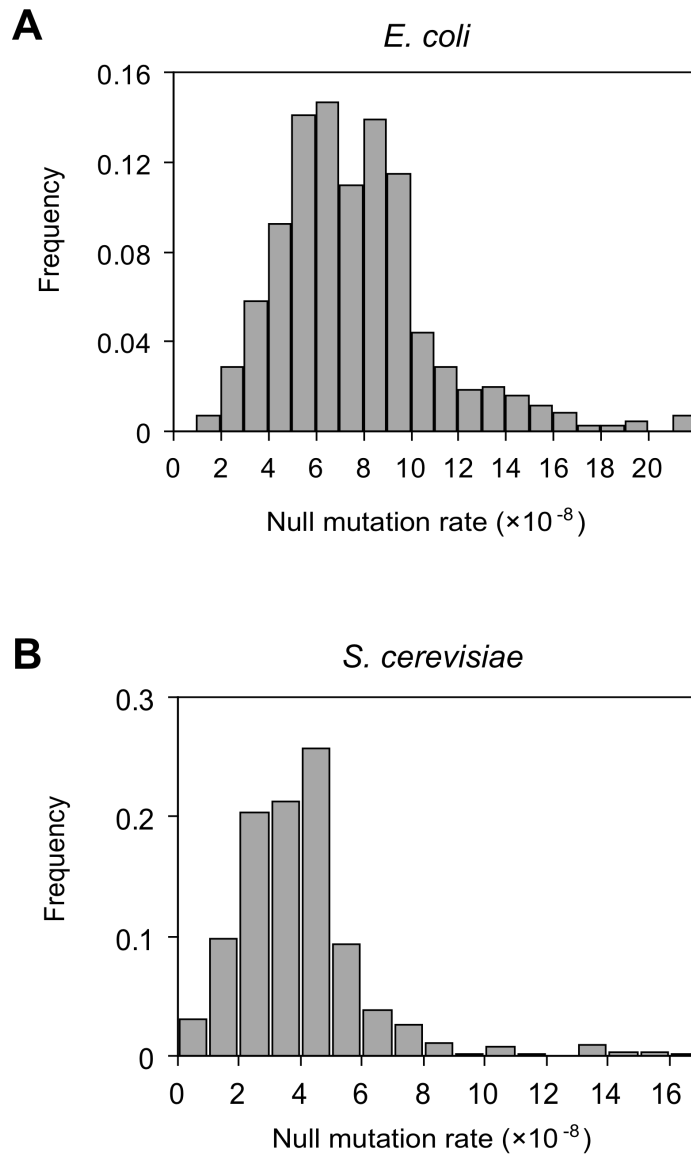 A
E. coli
0.16
0.12
0.08
0.04
0
Frequency
0 2 4 6 8 10 12 14 16 18 20
Null mutation rate (×10⁻⁸)
B
S. cerevisiae
0.3
0.2
0.1
0
Frequency
0 2 4 6 8 10 12 14 16
Null mutation rate (×10⁻⁸)